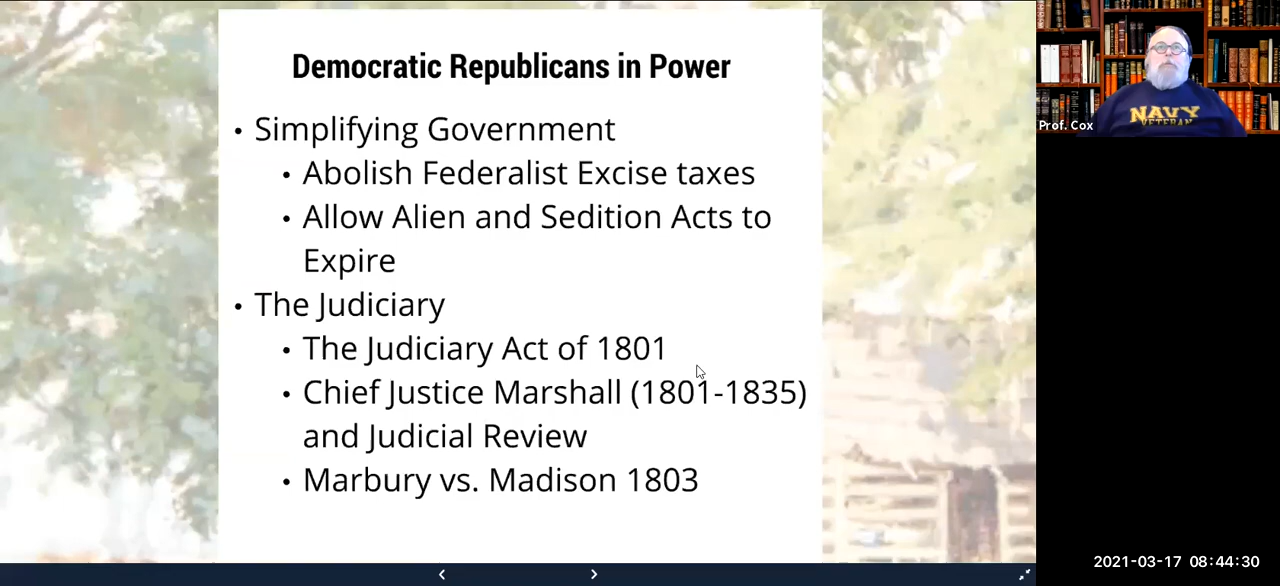 Democratic Republicans in Power
• Simplifying Government
• Abolish Federalist Excise taxes
• Allow Alien and Sedition Acts to
Expire
• The Judiciary
• The Judiciary Act of 1801
• Chief Justice Marshall (1801-1835)
and Judicial Review
• Marbury vs. Madison 1803
NAVY
VETERAN
Prof. Cox
2021-03-17 08:44:30